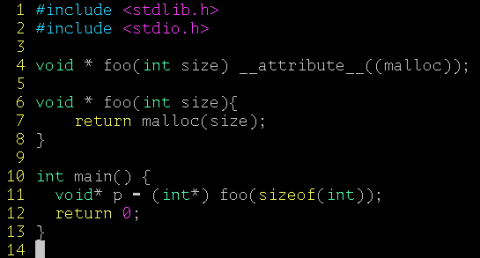 1 #include <stdlib.h>
2 #include <stdio.h>
3
4 void * foo(int size) __attribute__((malloc));
5
6 void * foo(int size){
7     return malloc(size);
8 }
9
10 int main() {
11   void* p = (int*) foo(sizeof(int));
12   return 0;
13 }
14